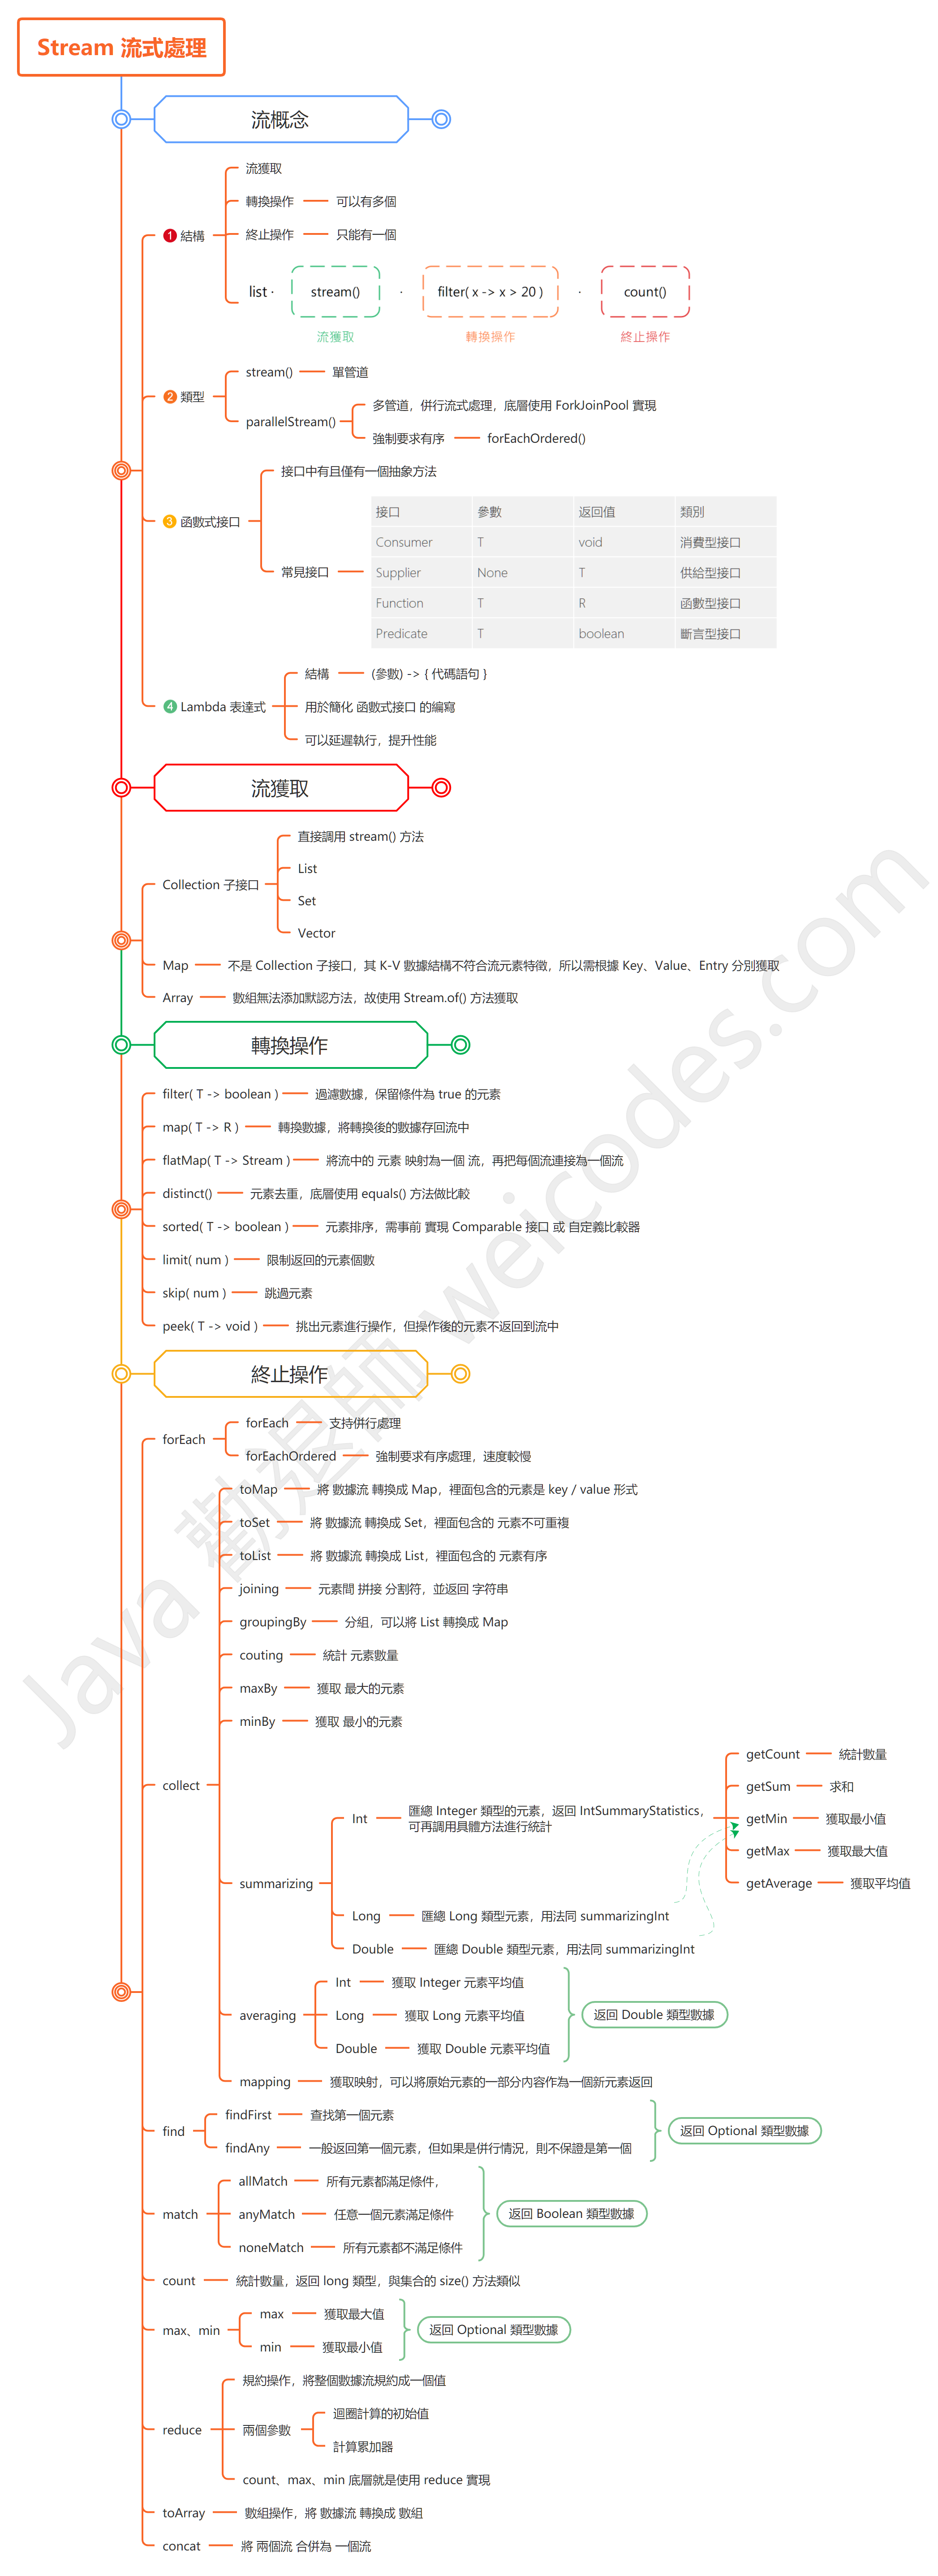 Stream 流式處理
流概念
❶ 結構
流獲取
轉換操作 可以有多個
終止操作 只能有一個
list · stream() · filter( x -> x > 20 ) · count()
流獲取 轉換操作 終止操作
❷ 類型
stream() 單管道
parallelStream()
多管道，併行流式處理，底層使用 ForkJoinPool 實現
強制要求有序 forEachOrdered()
❸ 函數式接口
接口中有且僅有一個抽象方法
常見接口
接口 參數 返回值 類別
Consumer T void 消費型接口
Supplier None T 供給型接口
Function T R 函數型接口
Predicate T boolean 斷言型接口
❹ Lambda 表達式
結構 (參數) -> { 代碼語句 }
用於簡化 函數式接口 的編寫
可以延遲執行，提升性能
流獲取
Collection 子接口
直接調用 stream() 方法
List
Set
Vector
Map 不是 Collection 子接口，其 K-V 數據結構不符合流元素特徵，所以需根據 Key、Value、Entry 分別獲取
Array 數組無法添加默認方法，故使用 Stream.of() 方法獲取
轉換操作
filter( T -> boolean ) 過濾數據，保留條件為 true 的元素
map( T -> R ) 轉換數據，將轉換後的數據存回流中
flatMap( T -> Stream ) 將流中的 元素 映射為一個 流，再把每個流連接為一個流
distinct() 元素去重，底層使用 equals() 方法做比較
sorted( T -> boolean ) 元素排序，需事前 實現 Comparable 接口 或 自定義比較器
limit( num ) 限制返回的元素個數
skip( num ) 跳過元素
peek( T -> void ) 挑出元素進行操作，但操作後的元素不返回到流中
終止操作
forEach
forEach 支持併行處理
forEachOrdered 強制要求有序處理，速度較慢
collect
toMap 將 數據流 轉換成 Map，裡面包含的元素是 key / value 形式
toSet 將 數據流 轉換成 Set，裡面包含的 元素不可重複
toList 將 數據流 轉換成 List，裡面包含的 元素有序
joining 元素間 拼接 分割符，並返回 字符串
groupingBy 分組，可以將 List 轉換成 Map
couting 統計 元素數量
maxBy 獲取 最大的元素
minBy 獲取 最小的元素
summarizing
Int 匯總 Integer 類型的元素，返回 IntSummaryStatistics，
可再調用具體方法進行統計
getCount 統計數量
getSum 求和
getMin 獲取最小值
getMax 獲取最大值
getAverage 獲取平均值
Long 匯總 Long 類型元素，用法同 summarizingInt
Double 匯總 Double 類型元素，用法同 summarizingInt
averaging
Int 獲取 Integer 元素平均值
Long 獲取 Long 元素平均值
Double 獲取 Double 元素平均值
返回 Double 類型數據
mapping 獲取映射，可以將原始元素的一部分內容作為一個新元素返回
find
findFirst 查找第一個元素
findAny 一般返回第一個元素，但如果是併行情況，則不保證是第一個
返回 Optional 類型數據
match
allMatch 所有元素都滿足條件，
anyMatch 任意一個元素滿足條件
noneMatch 所有元素都不滿足條件
返回 Boolean 類型數據
count 統計數量，返回 long 類型，與集合的 size() 方法類似
max、min
max 獲取最大值
min 獲取最小值
返回 Optional 類型數據
reduce
規約操作，將整個數據流規約成一個值
兩個參數
迴圈計算的初始值
計算累加器
count、max、min 底層就是使用 reduce 實現
toArray 數組操作，將 數據流 轉換成 數組
concat 將 兩個流 合併為 一個流
Java 勸退師 weicodes.com